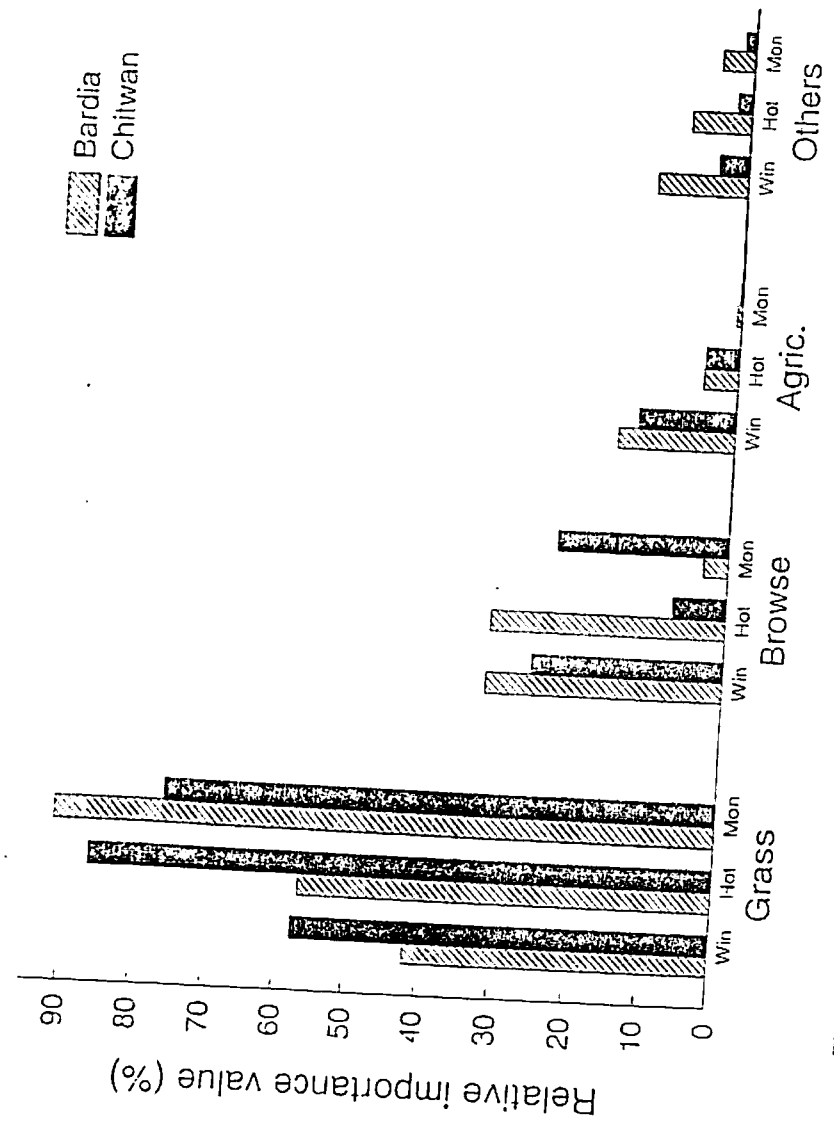 Relative importance value (%)
90
80
70
60
50
40
30
20
10
0
Bardia
Chitwan
Win Hot Mon
Grass
Win Hot Mon
Browse
Win Hot Mon
Agric.
Win Hot Mon
Others